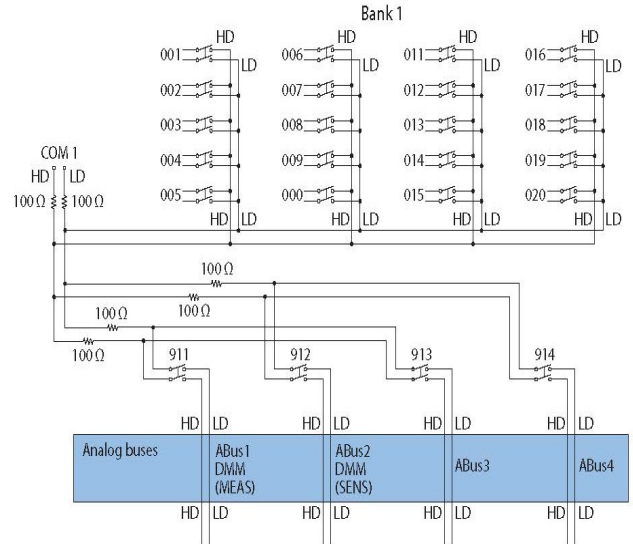 Bank 1
HD HD HD HD
001 006 011 016
LD LD LD LD
002 007 012 017
003 008 013 018
COM 1
004 009 014 019
HD LD
005 000 015 020
100 Ω 100 Ω
HD LD HD LD HD LD HD LD
100 Ω
100 Ω
100 Ω
100 Ω
911 912 913 914
HD LD HD LD HD LD HD LD
Analog buses
ABus1
DMM
(MEAS)
ABus2
DMM
(SENS)
ABus3
ABus4
HD LD HD LD HD LD HD LD